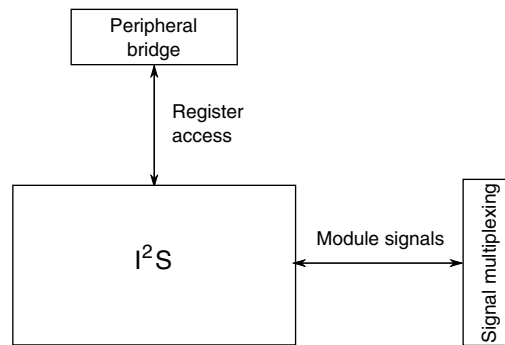 Peripheral
bridge
Register
access
I²S
Module signals
Signal multiplexing